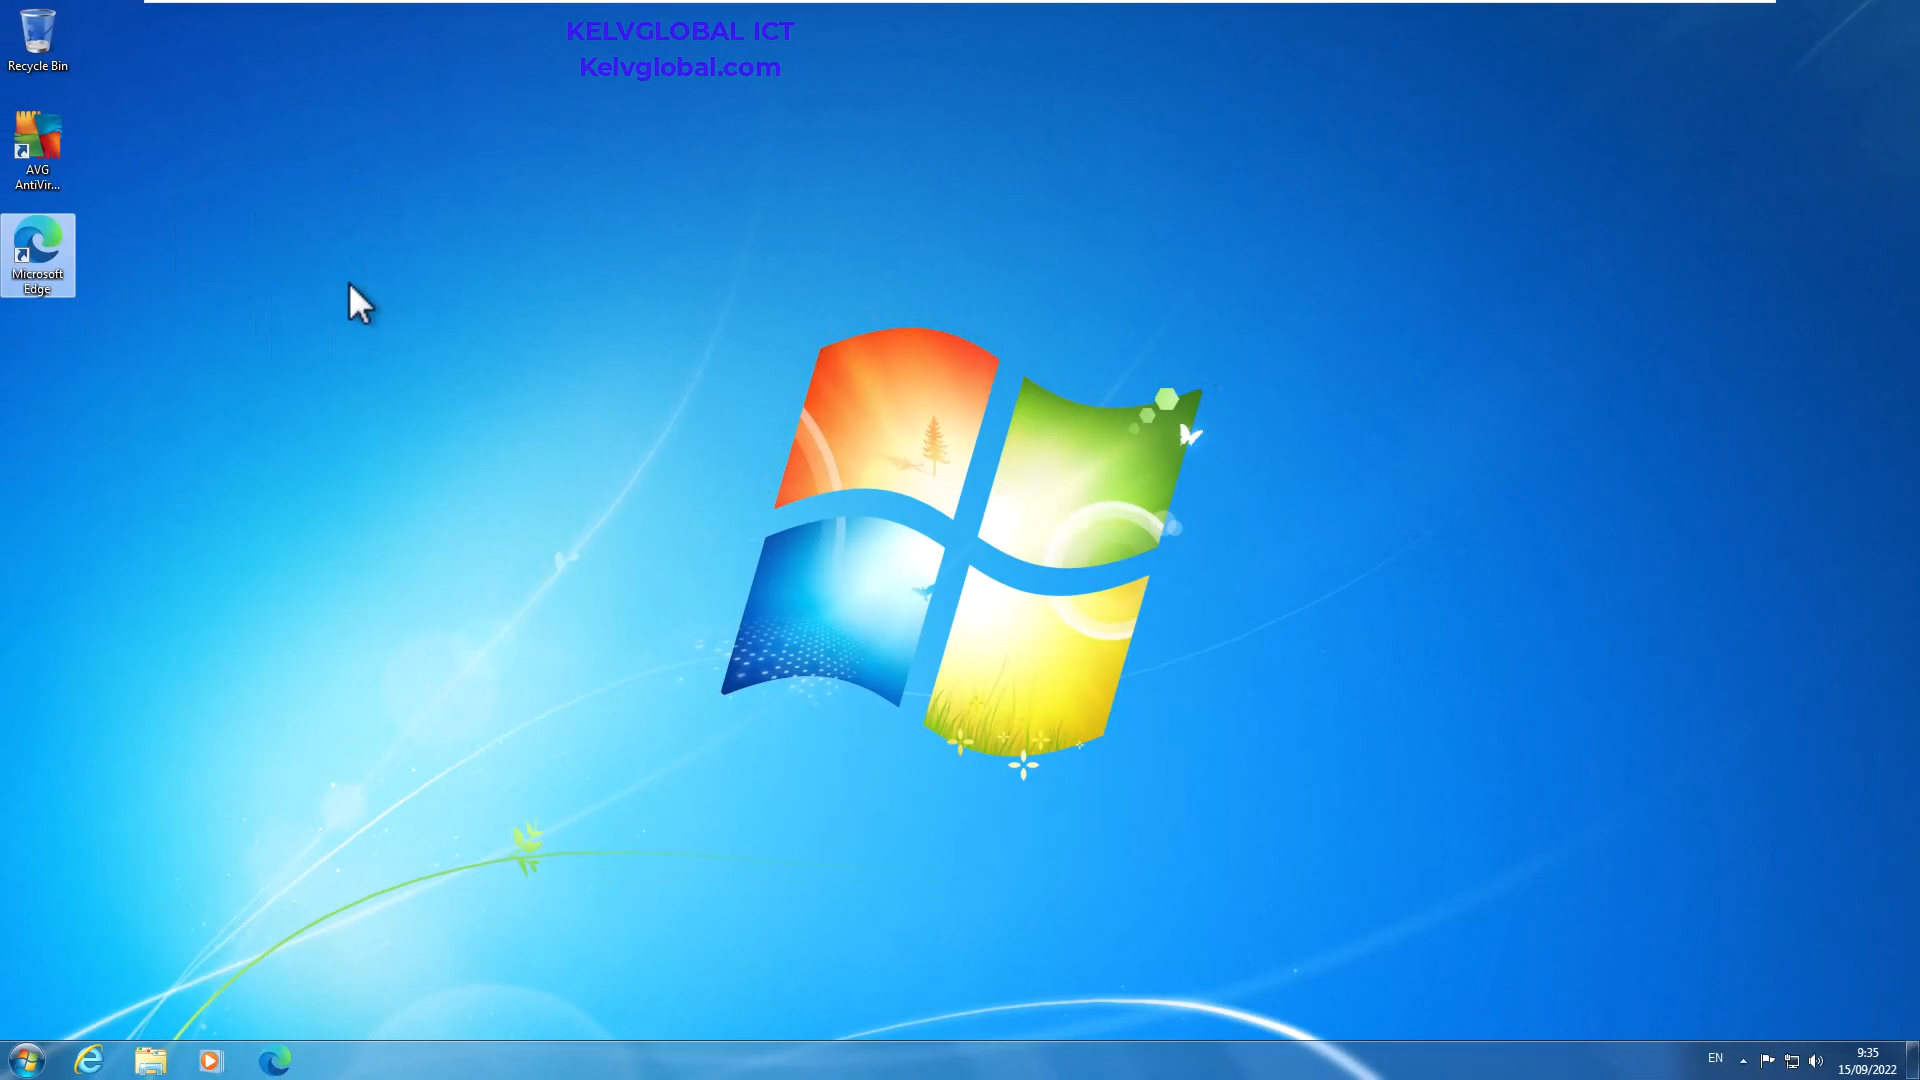 KELVGLOBAL ICT
Kelvglobal.com
Recycle Bin
AVG
AntiVir...
Microsoft
Edge
EN
9:35
15/09/2022